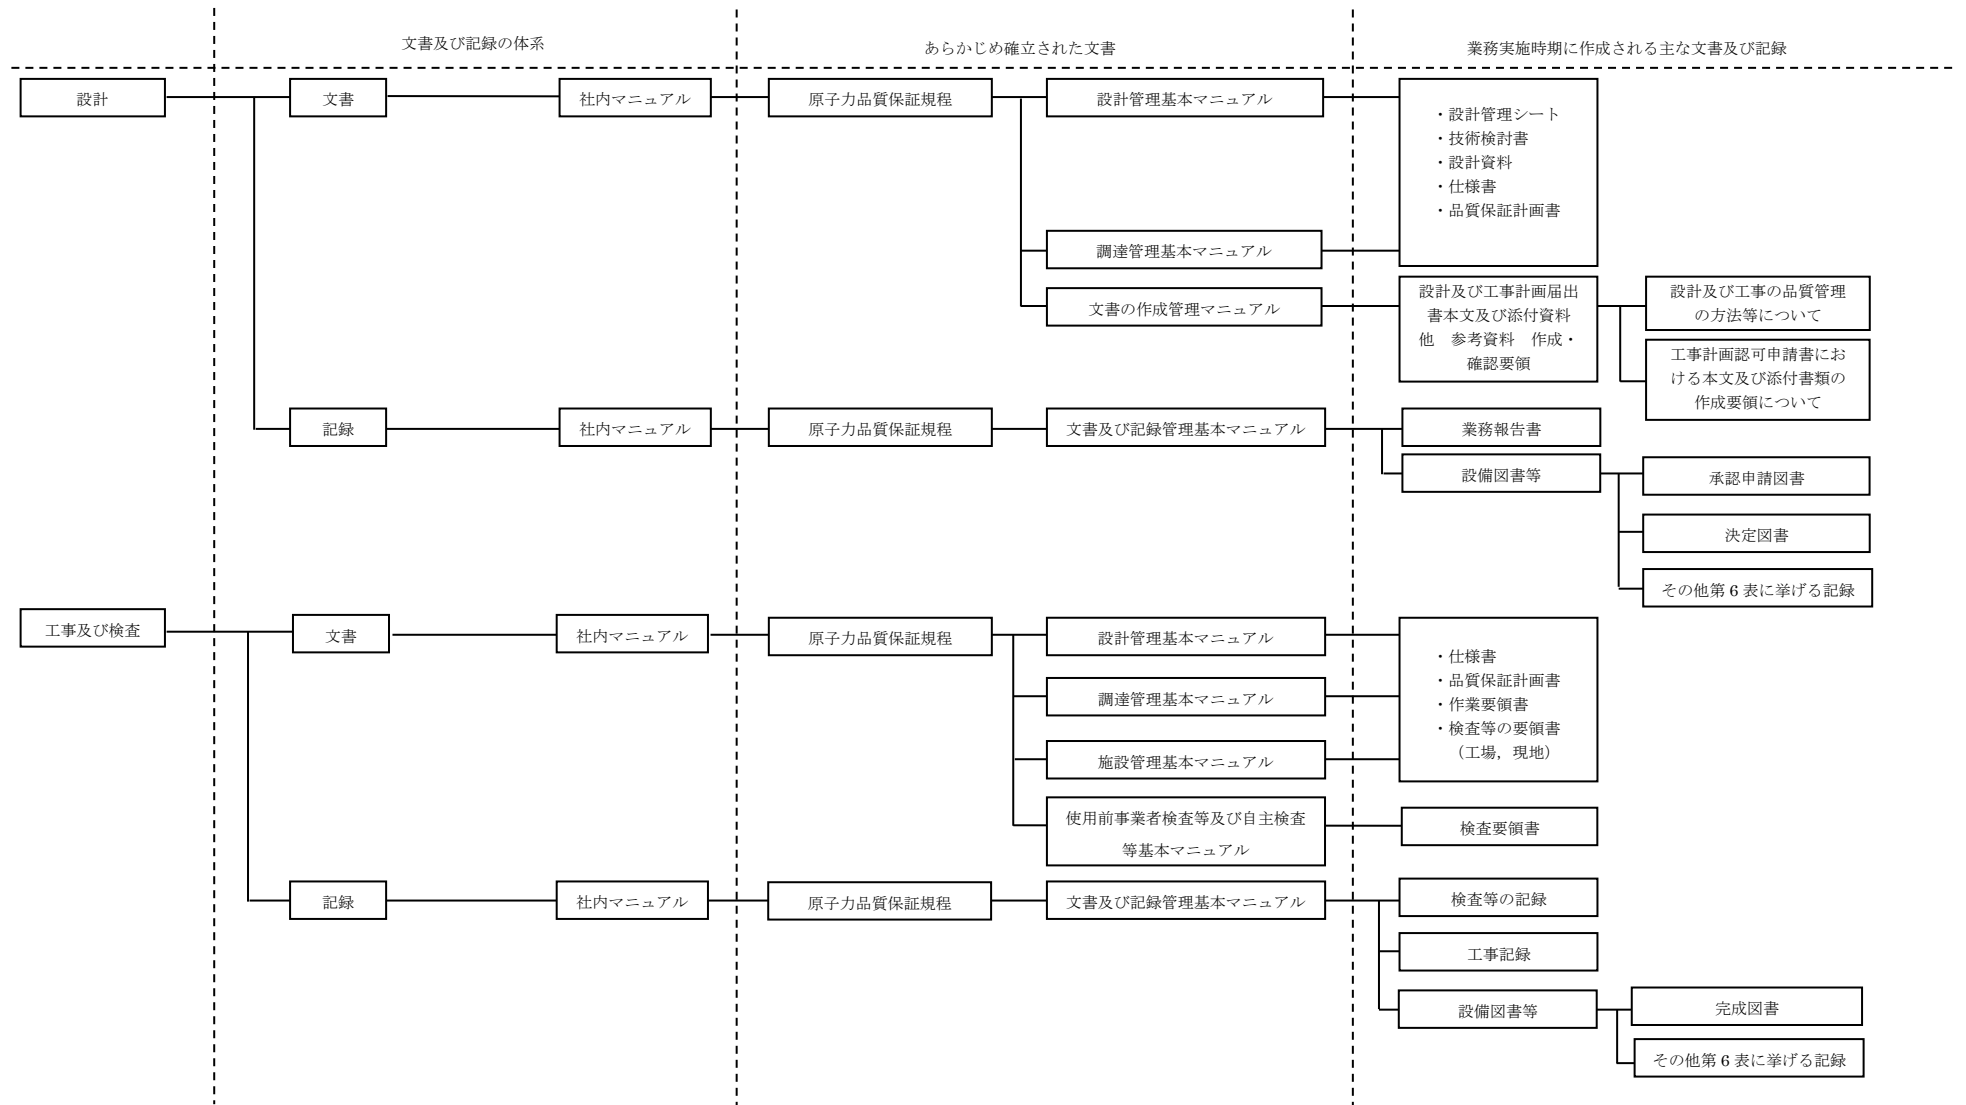 文書及び記録の体系
あらかじめ確立された文書
業務実施時期に作成される主な文書及び記録
設計
文書
社内マニュアル
原子力品質保証規程
設計管理基本マニュアル
・設計管理シート
・技術検討書
・設計資料
・仕様書
・品質保証計画書
調達管理基本マニュアル
文書の作成管理マニュアル
設計及び工事計画届出
書本文及び添付資料
他　参考資料　作成・
確認要領
設計及び工事の品質管理
の方法等について
工事計画認可申請書にお
ける本文及び添付書類の
作成要領について
記録
社内マニュアル
原子力品質保証規程
文書及び記録管理基本マニュアル
業務報告書
設備図書等
承認申請図書
決定図書
その他第 6 表に挙げる記録
工事及び検査
文書
社内マニュアル
原子力品質保証規程
設計管理基本マニュアル
・仕様書
・品質保証計画書
・作業要領書
・検査等の要領書
（工場，現地）
調達管理基本マニュアル
施設管理基本マニュアル
使用前事業者検査等及び自主検査
等基本マニュアル
検査要領書
記録
社内マニュアル
原子力品質保証規程
文書及び記録管理基本マニュアル
検査等の記録
工事記録
設備図書等
完成図書
その他第 6 表に挙げる記録